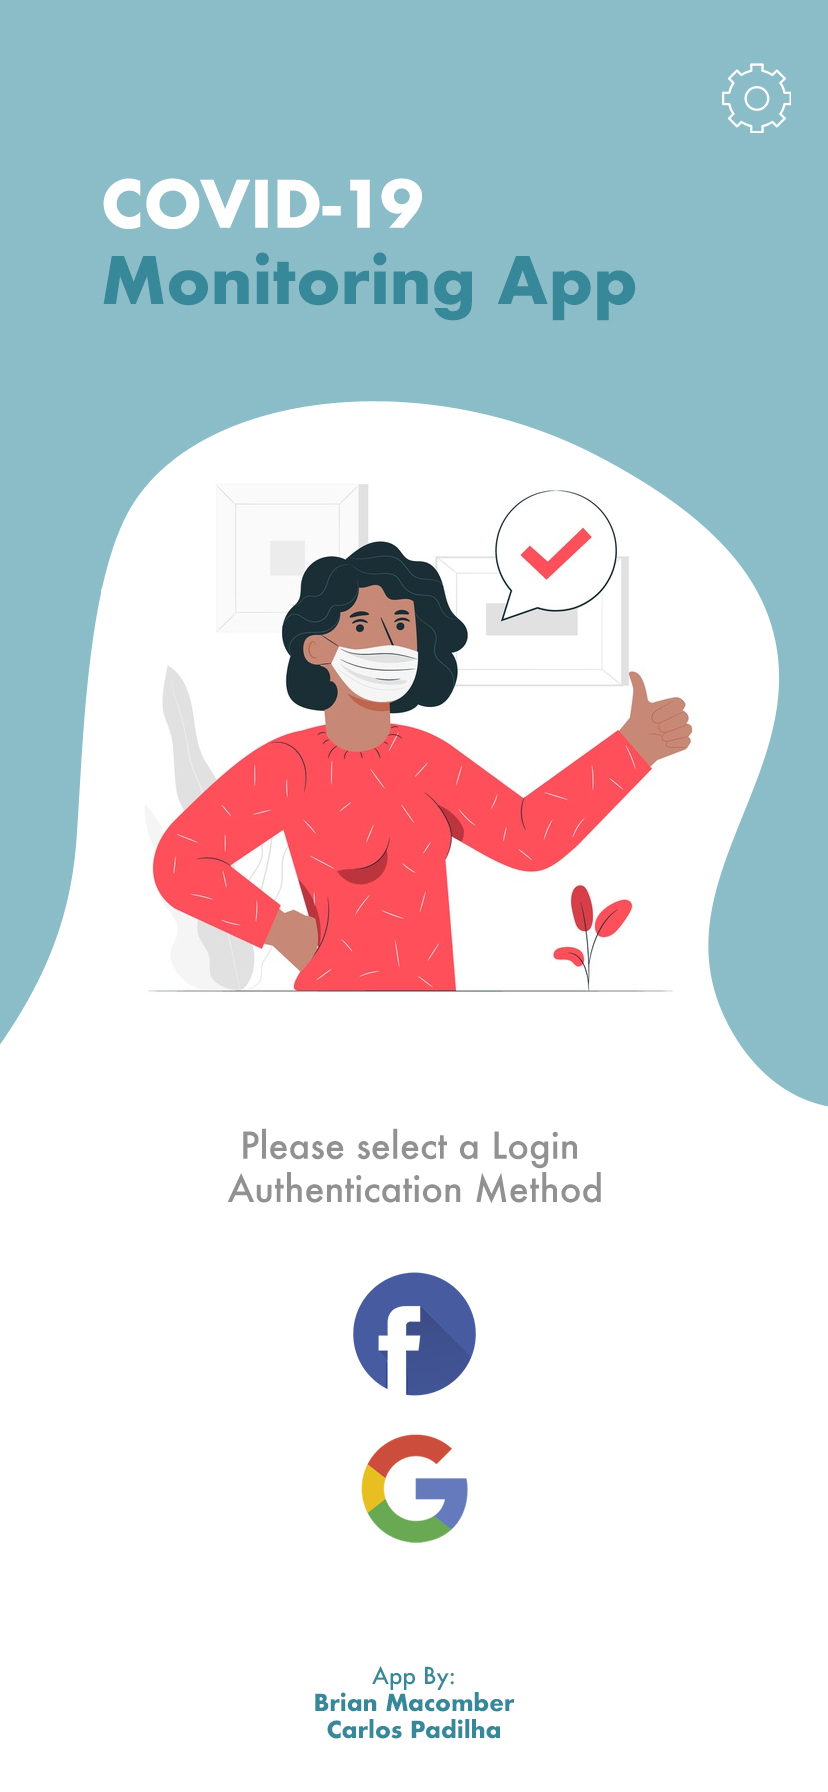 COVID-19
Monitoring App
Please select a Login
Authentication Method
App By:
Brian Macomber
Carlos Padilha